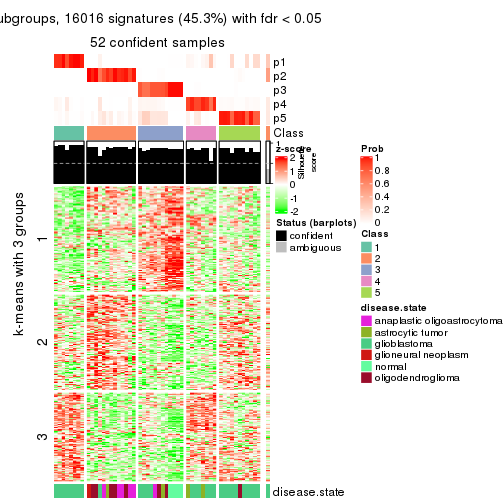 ubgroups, 16016 signatures (45.3%) with fdr < 0.05
52 confident samples
p1
p2
p3
p4
p5
Class
z-score
2
1
0
-1
-2
1
Silhouette
score
Prob
1
0.8
0.6
0.4
0.2
0
Status (barplots)
confident
ambiguous
Class
1
2
3
4
5
disease.state
anaplastic oligoastrocytoma
astrocytic tumor
glioblastoma
glioneural neoplasm
normal
oligodendroglioma
k-means with 3 groups
1
2
3
disease.state